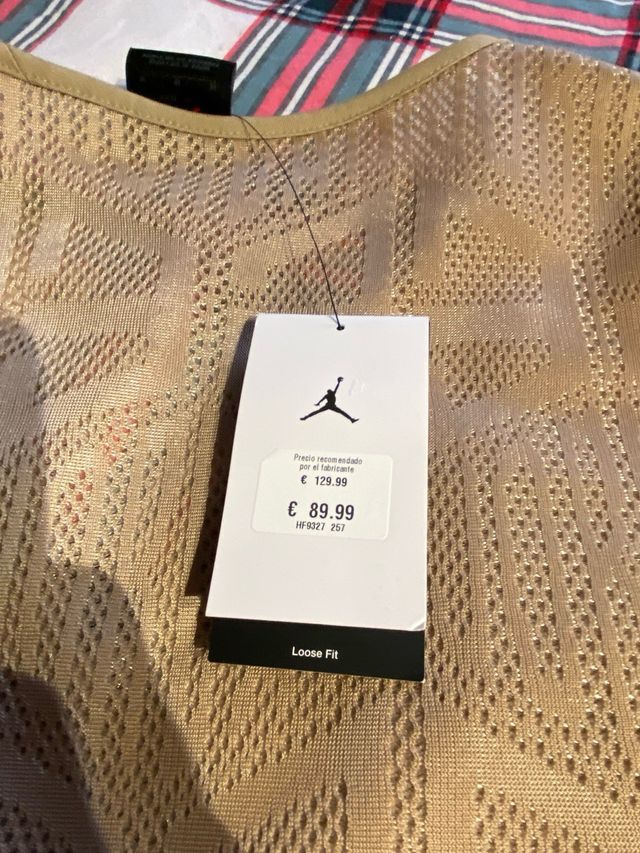 Precio recomendado
por el fabricante
€ 129.99
€ 89.99
HF9327 257
Loose Fit